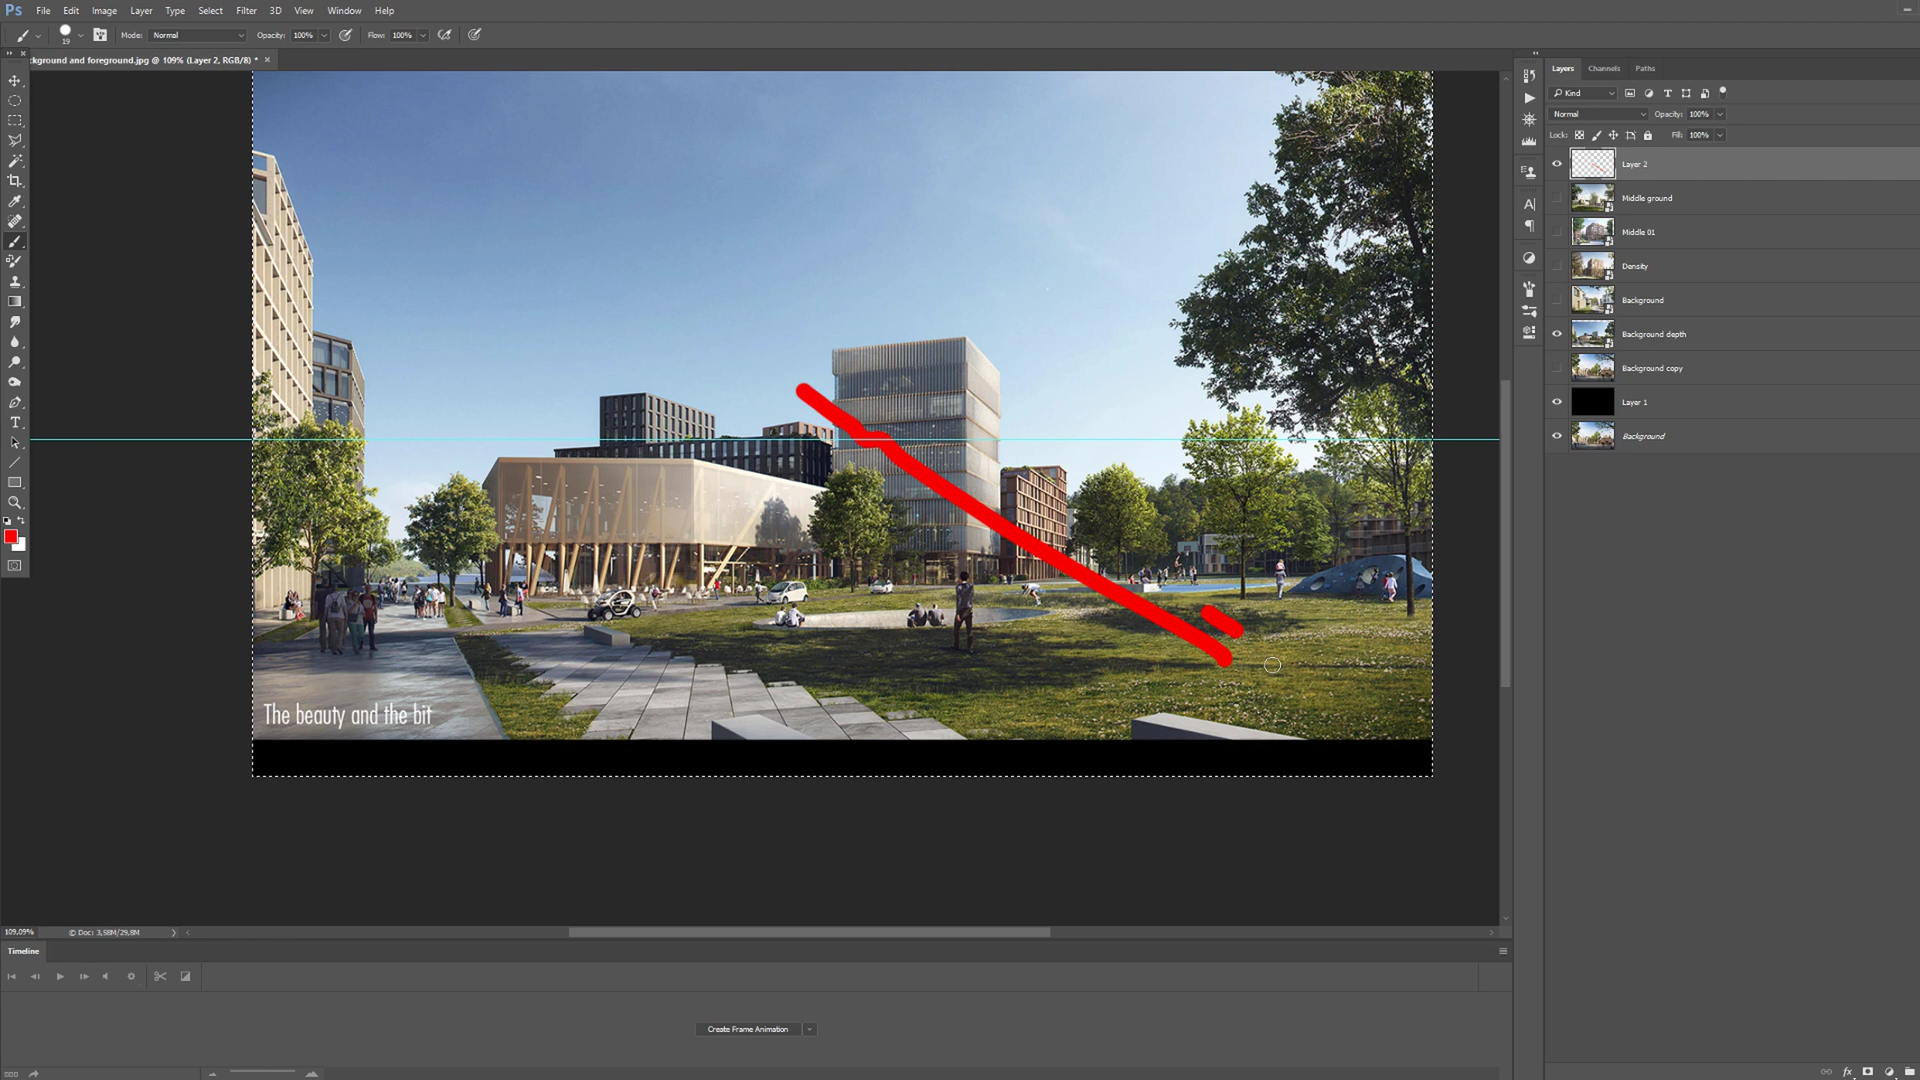 Ps File Edit Image Layer Type Select Filter 3D View Window Help
19 Mode: Normal Opacity: 100% Flow: 100%
kground and foreground.jpg @ 109% (Layer 2, RGB/8) *
Layers Channels Paths
Kind
Normal Opacity: 100%
Lock: Fill: 100%
Layer 2
Middle ground
Middle 01
Density
Background
Background depth
Background copy
Layer 1
Background
The beauty and the bit
109,09% Doc: 3,58M/29,8M
Timeline
Create Frame Animation
fx